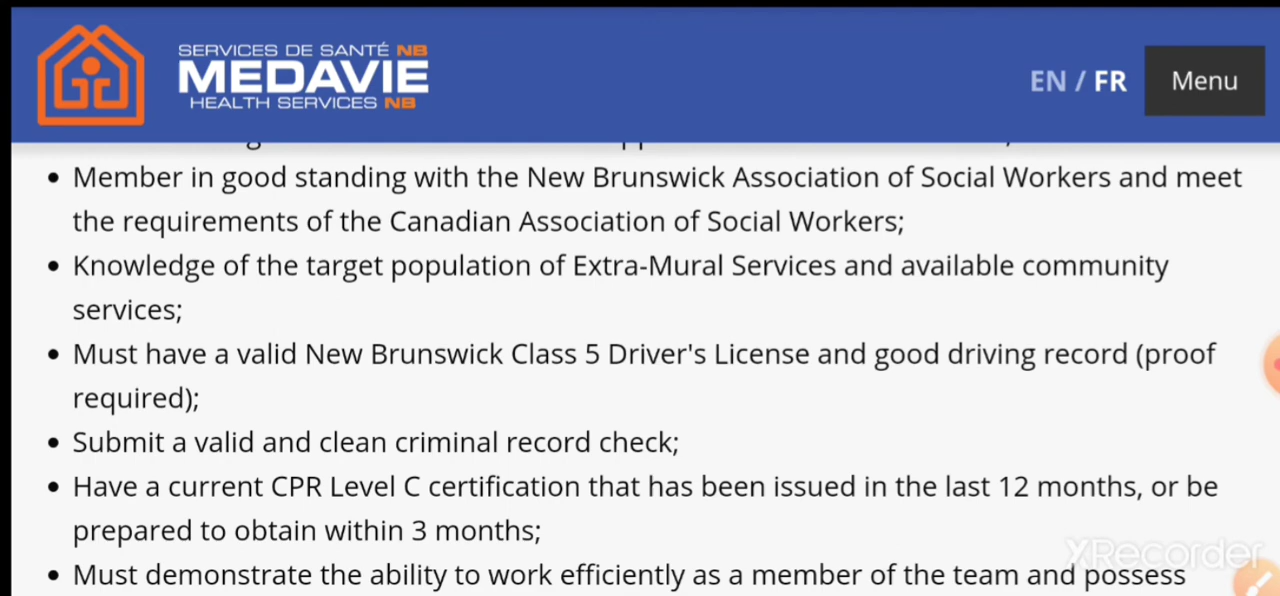 SERVICES DE SANTÉ NB
MEDAVIE
HEALTH SERVICES NB
EN / FR
Menu
Member in good standing with the New Brunswick Association of Social Workers and meet
the requirements of the Canadian Association of Social Workers;
Knowledge of the target population of Extra-Mural Services and available community
services;
Must have a valid New Brunswick Class 5 Driver's License and good driving record (proof
required);
Submit a valid and clean criminal record check;
Have a current CPR Level C certification that has been issued in the last 12 months, or be
prepared to obtain within 3 months;
Must demonstrate the ability to work efficiently as a member of the team and possess
XRecorder